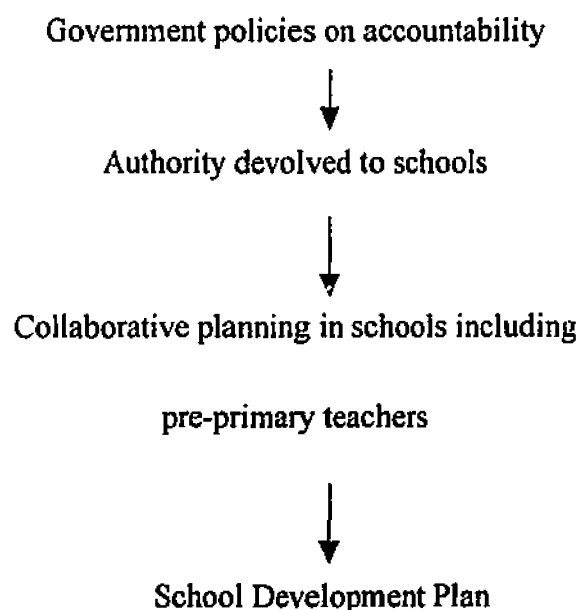 Government policies on accountability
Authority devolved to schools
Collaborative planning in schools including
pre-primary teachers
School Development Plan